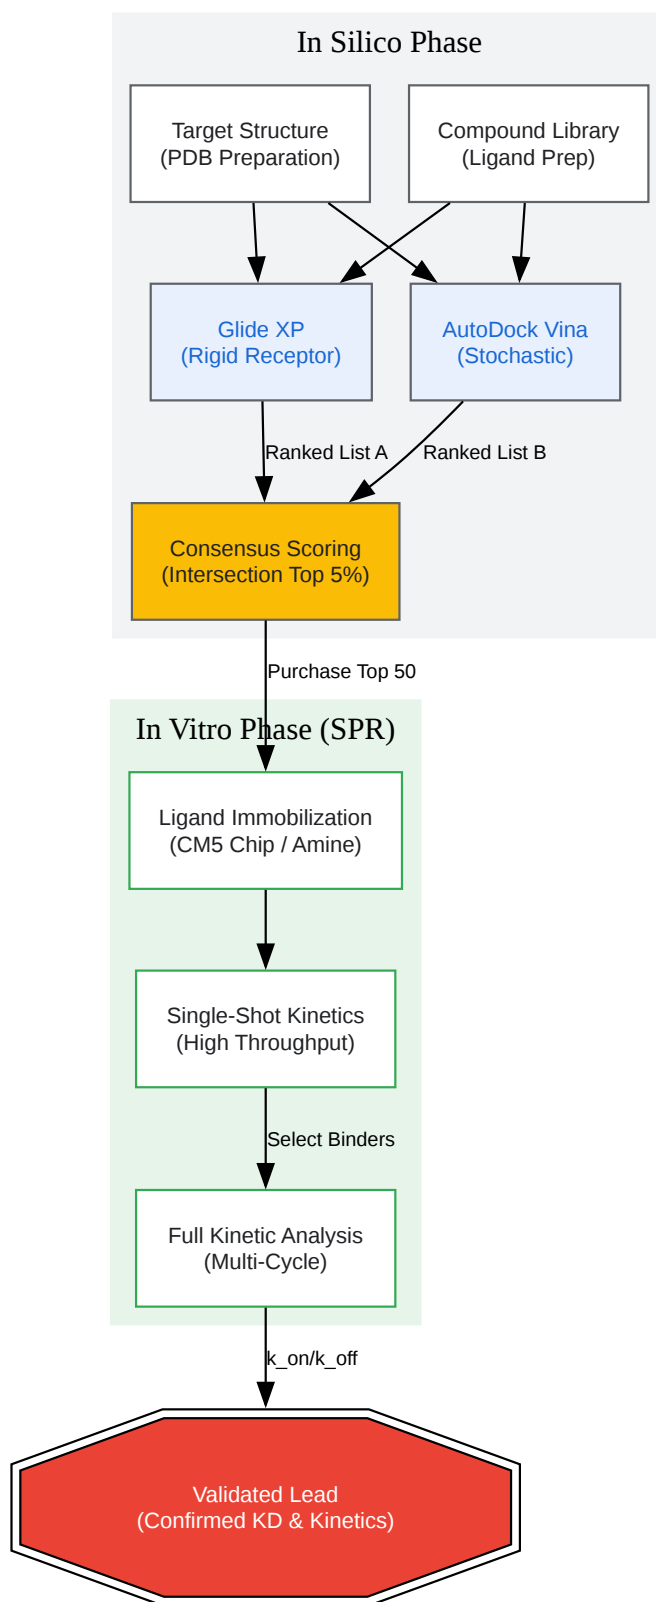 In Silico Phase
Target Structure
(PDB Preparation)
Compound Library
(Ligand Prep)
Glide XP
(Rigid Receptor)
AutoDock Vina
(Stochastic)
Ranked List A
Ranked List B
Consensus Scoring
(Intersection Top 5%)
Purchase Top 50
In Vitro Phase (SPR)
Ligand Immobilization
(CM5 Chip / Amine)
Single-Shot Kinetics
(High Throughput)
Select Binders
Full Kinetic Analysis
(Multi-Cycle)
k_on/k_off
Validated Lead
(Confirmed KD & Kinetics)